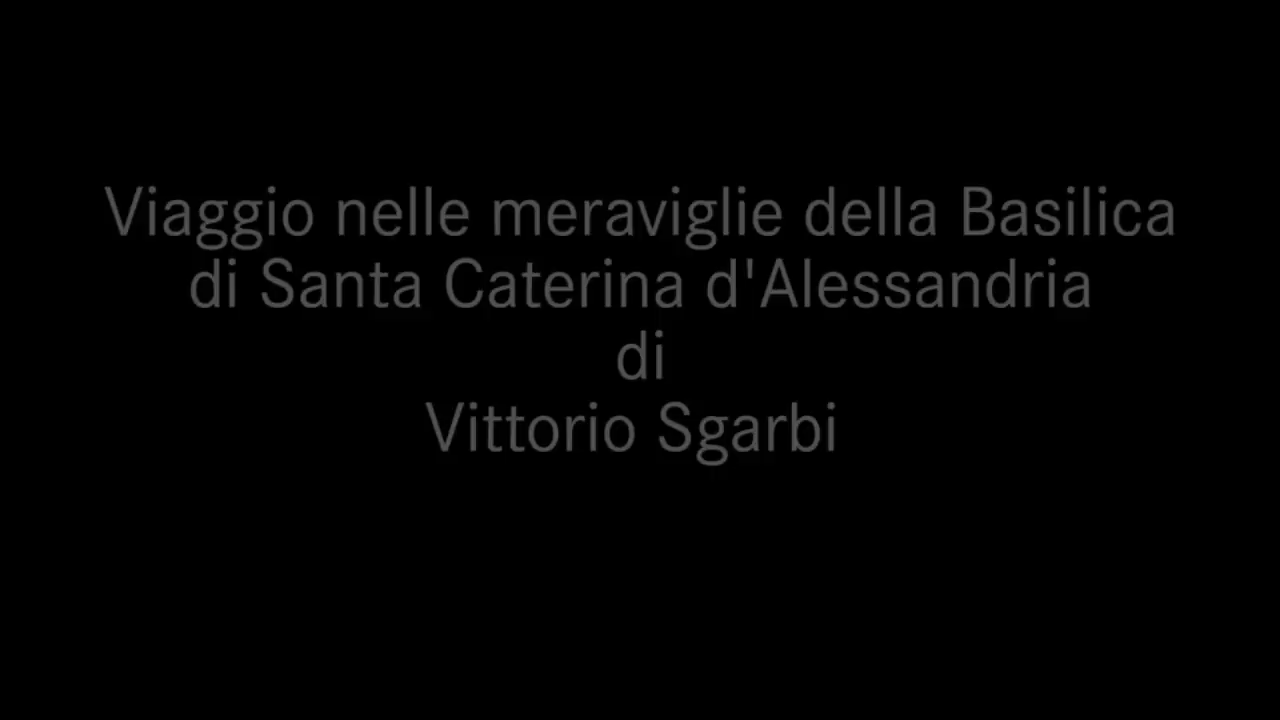 Viaggio nelle meraviglie della Basilica
di Santa Caterina d'Alessandria
di
Vittorio Sgarbi